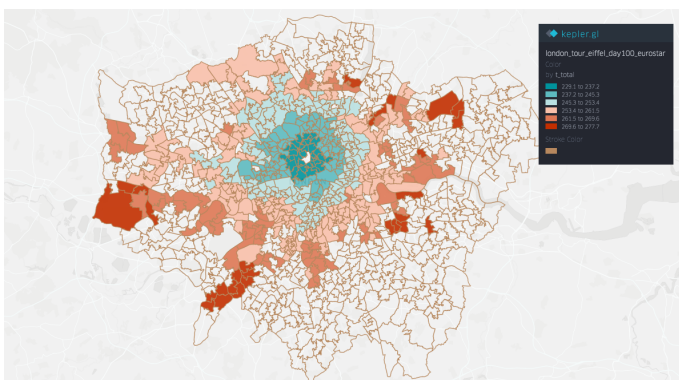 kepler.gl
london_tour_eiffel_day100_eurostar
Color
by t_total
229.1 to 237.2
237.2 to 245.3
245.3 to 253.4
253.4 to 261.5
261.5 to 269.6
269.6 to 277.7
Stroke Color